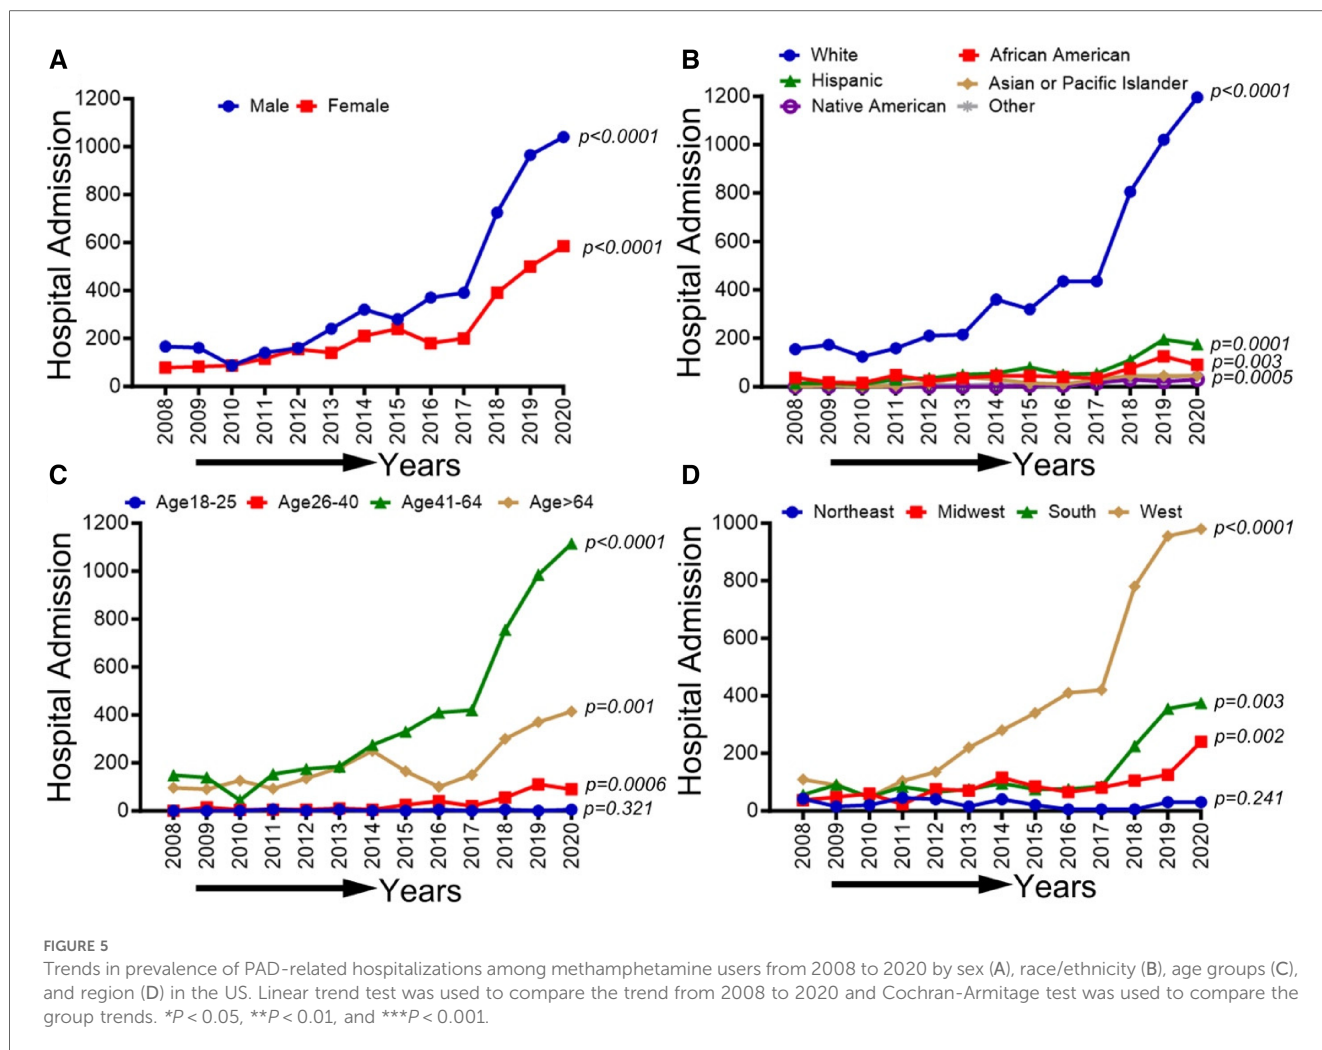 A
Male Female
Hospital Admission
1200
1000
800
600
400
200
0
p<0.0001
p<0.0001
2008 2009 2010 2011 2012 2013 2014 2015 2016 2017 2018 2019 2020
Years
B
White African American
Hispanic Asian or Pacific Islander
Native American Other
Hospital Admission
1200
1000
800
600
400
200
0
p<0.0001
p=0.0001
p=0.003
p=0.0005
2008 2009 2010 2011 2012 2013 2014 2015 2016 2017 2018 2019 2020
Years
C
Age18-25 Age26-40 Age41-64 Age>64
Hospital Admission
1200
1000
800
600
400
200
0
p<0.0001
p=0.001
p=0.0006
p=0.321
2008 2009 2010 2011 2012 2013 2014 2015 2016 2017 2018 2019 2020
Years
D
Northeast Midwest South West
Hospital Admission
1000
800
600
400
200
0
p<0.0001
p=0.003
p=0.002
p=0.241
2008 2009 2010 2011 2012 2013 2014 2015 2016 2017 2018 2019 2020
Years
FIGURE 5
Trends in prevalence of PAD-related hospitalizations among methamphetamine users from 2008 to 2020 by sex (A), race/ethnicity (B), age groups (C),
and region (D) in the US. Linear trend test was used to compare the trend from 2008 to 2020 and Cochran-Armitage test was used to compare the
group trends. *P < 0.05, **P < 0.01, and ***P < 0.001.